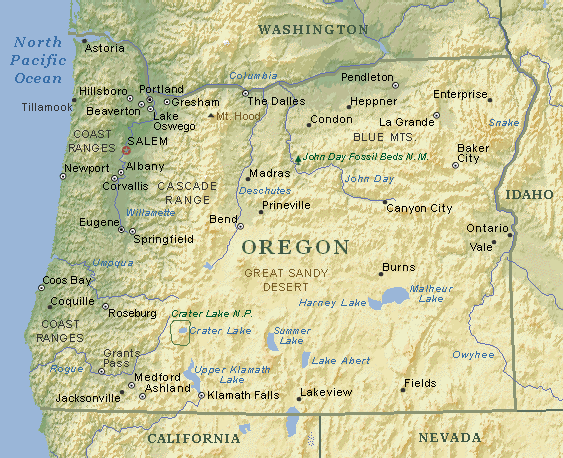 WASHINGTON
North
Pacific
Ocean
Astoria
Columbia
Pendleton
Hillsboro
Portland
Gresham
The Dalles
Heppner
Enterprise
Tillamook
Beaverton
Lake
Oswego
Mt Hood
Condon
La Grande
Snake
COAST
RANGES
SALEM
BLUE MTS.
Baker
City
John Day Fossil Beds N.M.
Newport
Albany
Corvallis
CASCADE
RANGE
Madras
Deschutes
John Day
IDAHO
Willamette
Prineville
Canyon City
Eugene
Springfield
Bend
Ontario
Vale
OREGON
Umpqua
GREAT SANDY
DESERT
Burns
Coos Bay
Coquille
Roseburg
Crater Lake N.P.
Harney Lake
Malheur
Lake
COAST
RANGES
Crater Lake
Summer
Lake
Grants
Pass
Rogue
Lake Abert
Owyhee
Upper Klamath
Lake
Medford
Ashland
Jacksonville
Klamath Falls
Lakeview
Fields
CALIFORNIA
NEVADA